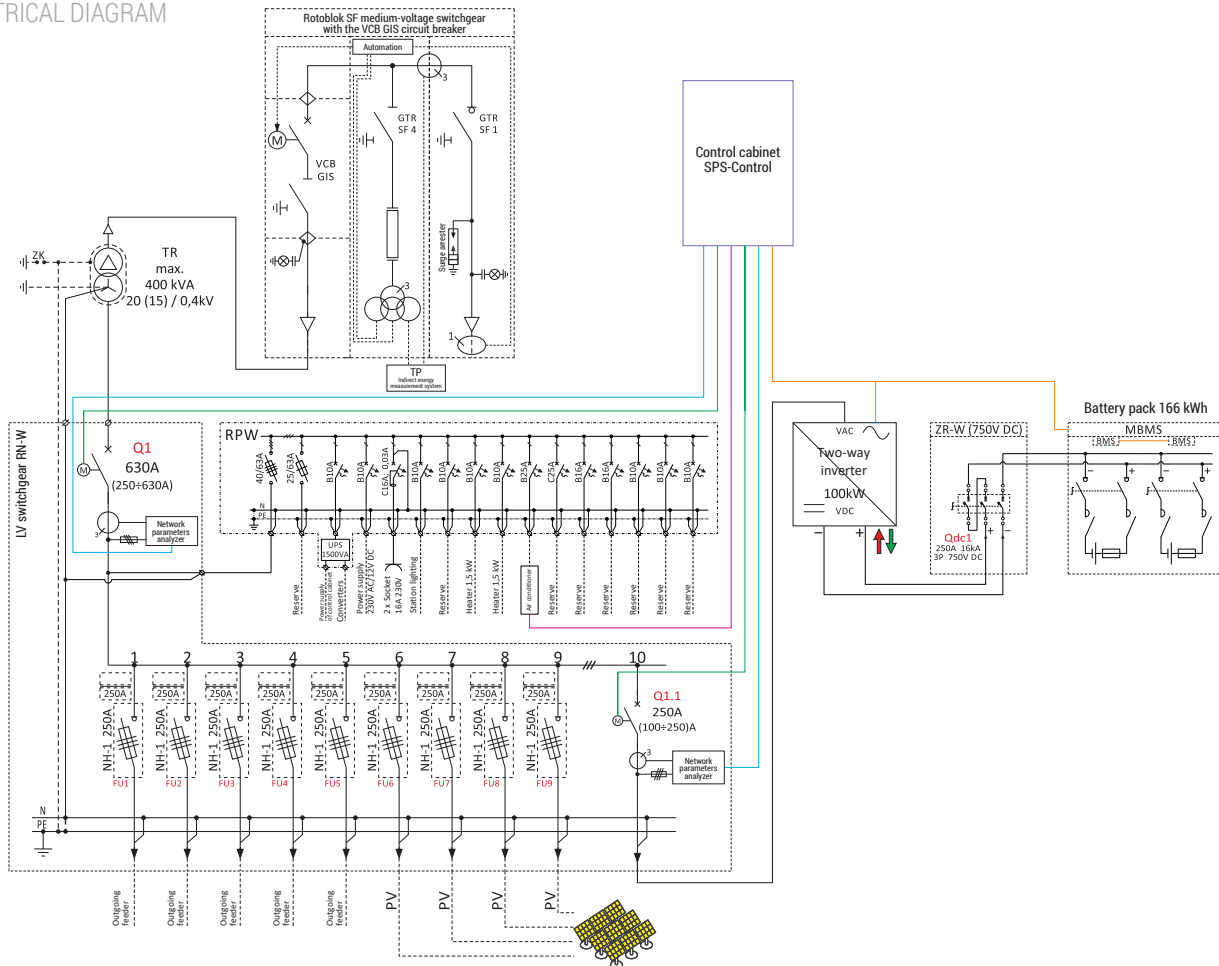 TRICAL DIAGRAM
Rotoblok SF medium-voltage switchgear
with the VCB GIS circuit breaker
Automation
3
GTR
SF 4
GTR
SF 1
M
VCB
GIS
Surge arrester
3
1
TP
Indirect energy
measurement system
Control cabinet
SPS-Control
ZK
TR
max.
400 kVA
20 (15) / 0,4kV
LV switchgear RN-W
Q1
630A
(250÷630A)
M
3
Network
parameters
analyzer
RPW
40/63A
25/63A
B10A
B10A
C16A 0,03A
B10A
B10A
B16A
B10A
B25A
C25A
B16A
B16A
B10A
B10A
B10A
N
PE
UPS
1500VA
Reserve
Power supply
of control cabinet
Converters
Power supply
230V AC/12V DC
2 x Socket
16A 230V
Station lighting
Reserve
Heater 1,5 kW
Heater 1,5 kW
Air conditioner
Reserve
Reserve
Reserve
Reserve
Reserve
Reserve
VAC
Two-way
inverter
100kW
VDC
−
+
ZR-W (750V DC)
Qdc1
250A 16kA
3P 750V DC
+
−
Battery pack 166 kWh
MBMS
BMS
BMS
−
+
−
+
1
2
3
4
5
6
7
8
9
10
250A
250A
250A
250A
250A
250A
250A
250A
250A
NH-1 250A
NH-1 250A
NH-1 250A
NH-1 250A
NH-1 250A
NH-1 250A
NH-1 250A
NH-1 250A
NH-1 250A
FU1
FU2
FU3
FU4
FU5
FU6
FU7
FU8
FU9
Q1.1
250A
(100÷250)A
M
3
Network
parameters
analyzer
N
PE
Outgoing
feeder
Outgoing
feeder
Outgoing
feeder
Outgoing
feeder
Outgoing
feeder
PV
PV
PV
PV